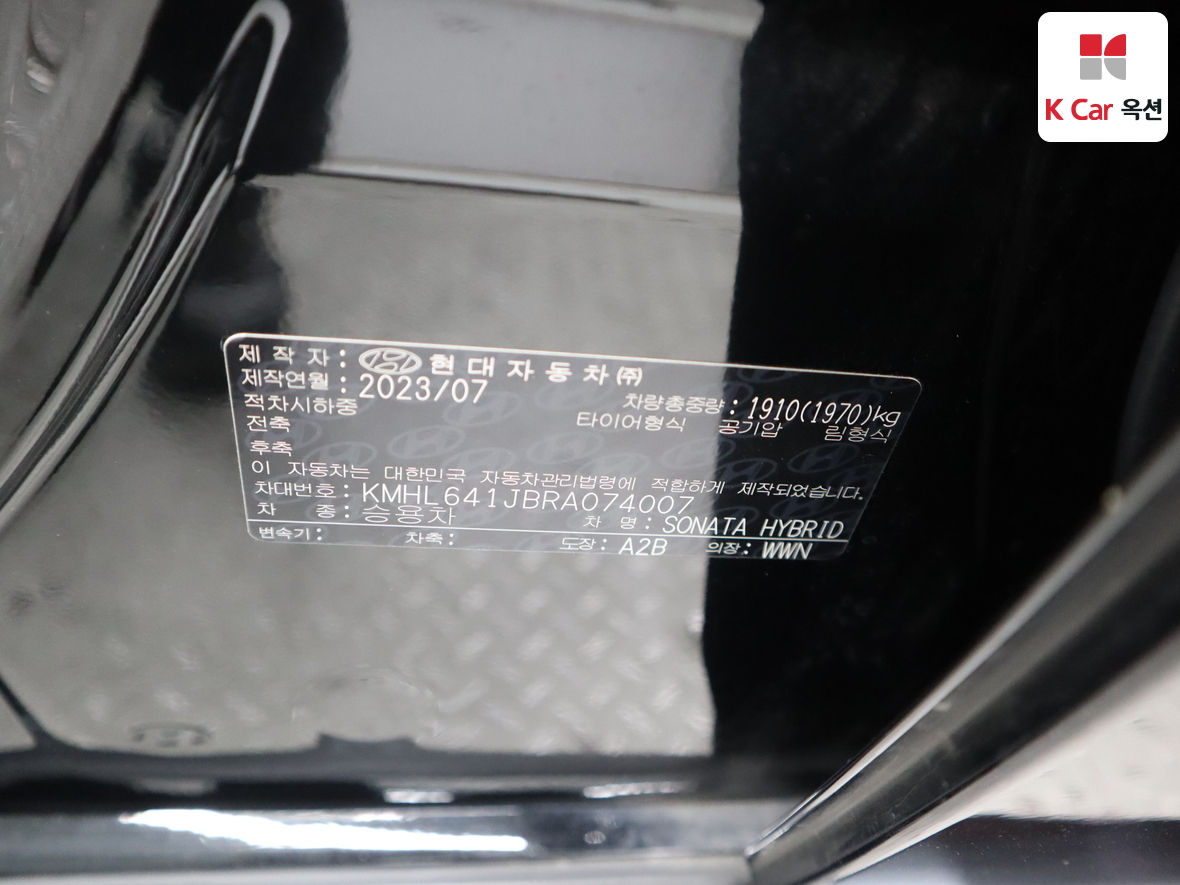 K Car 옥션
제 작 자 : 현 대 자 동 차 ㈜
제작연월 : 2023/07
차량총중량 : 1910(1970)kg
적차시하중 타이어형식 공기압 림형식
전축
후축
이 자동차는 대한민국 자동차관리법령에 적합하게 제작되었습니다.
차대번호 : KMHL641JBRA074007
차 종 : 승용차 차 명 : SONATA HYBRID
변속기 : 차축 : 도장 : A2B 의장 : WWN